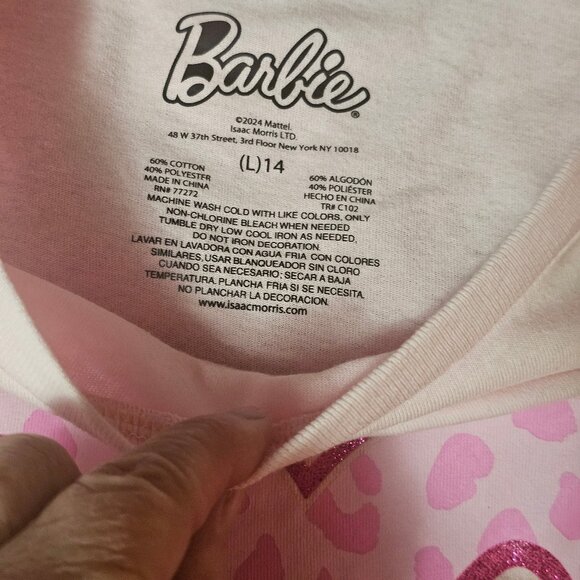 Barbie®
©2024 Mattel.
Isaac Morris LTD.
48 W 37th Street, 3rd Floor New York NY 10018
(L)14
60% COTTON
40% POLYESTER
MADE IN CHINA
RN# 77272
60% ALGODÓN
40% POLIÉSTER
HECHO EN CHINA
TR# C102
MACHINE WASH COLD WITH LIKE COLORS, ONLY
NON-CHLORINE BLEACH WHEN NEEDED
TUMBLE DRY LOW COOL IRON AS NEEDED,
DO NOT IRON DECORATION.
LAVAR EN LAVADORA CON AGUA FRIA CON COLORES
SIMILARES, USAR BLANQUEADOR SIN CLORO
CUANDO SEA NECESARIO; SECAR A BAJA
TEMPERATURA, PLANCHA FRIA SI SE NECESITA.
NO PLANCHAR LA DECORACION.
www.isaacmorris.com